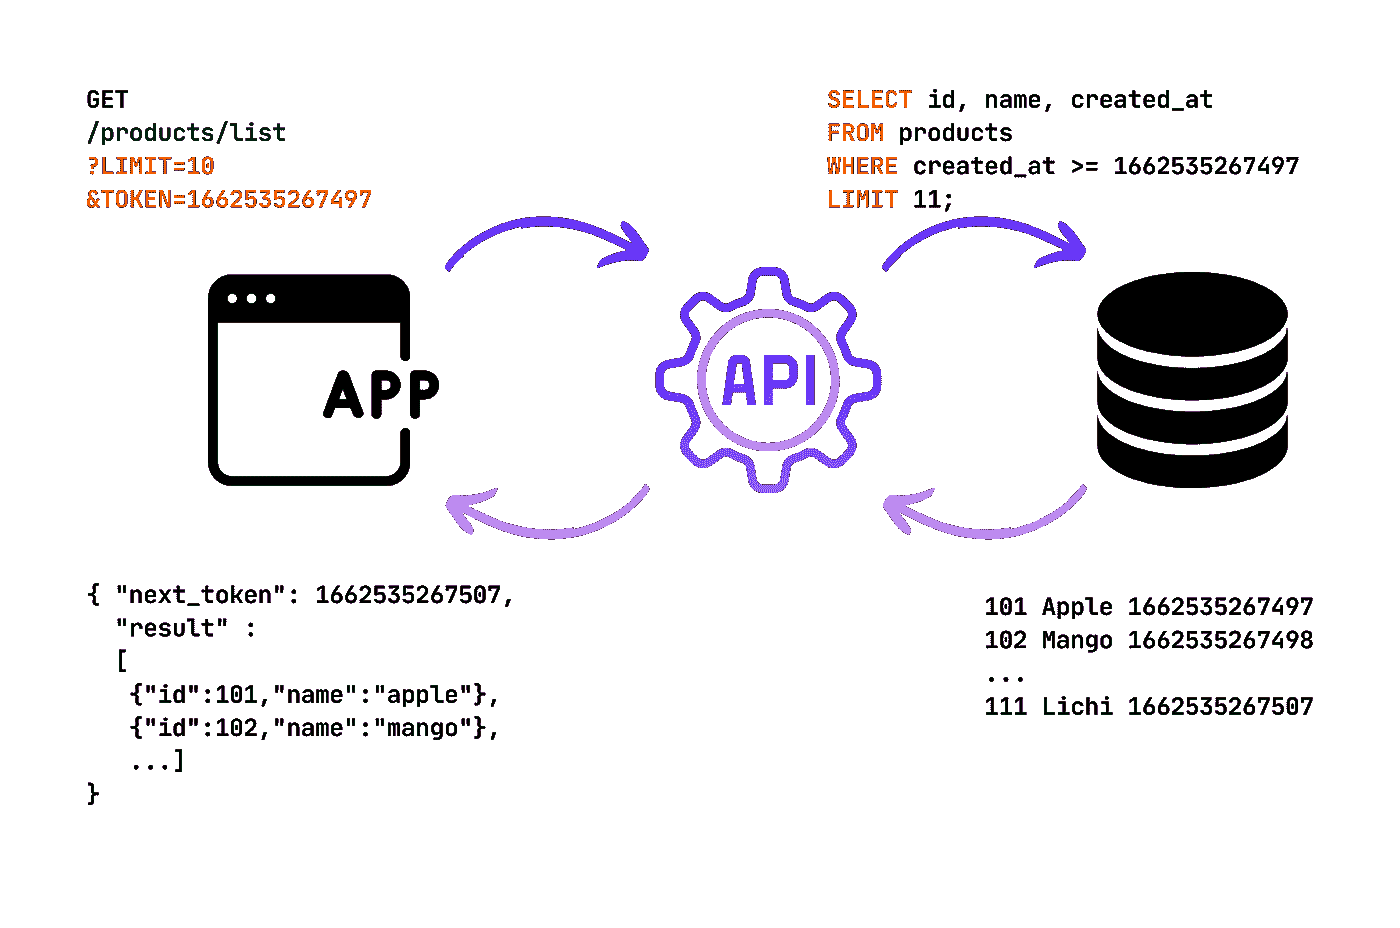 GET
/products/list
?LIMIT=10
&TOKEN=1662535267497
SELECT id, name, created_at
FROM products
WHERE created_at >= 1662535267497
LIMIT 11;
APP
API
{ "next_token": 1662535267507,
"result" :
[
{"id":101,"name":"apple"},
{"id":102,"name":"mango"},
...]
}
101 Apple 1662535267497
102 Mango 1662535267498
...
111 Lichi 1662535267507